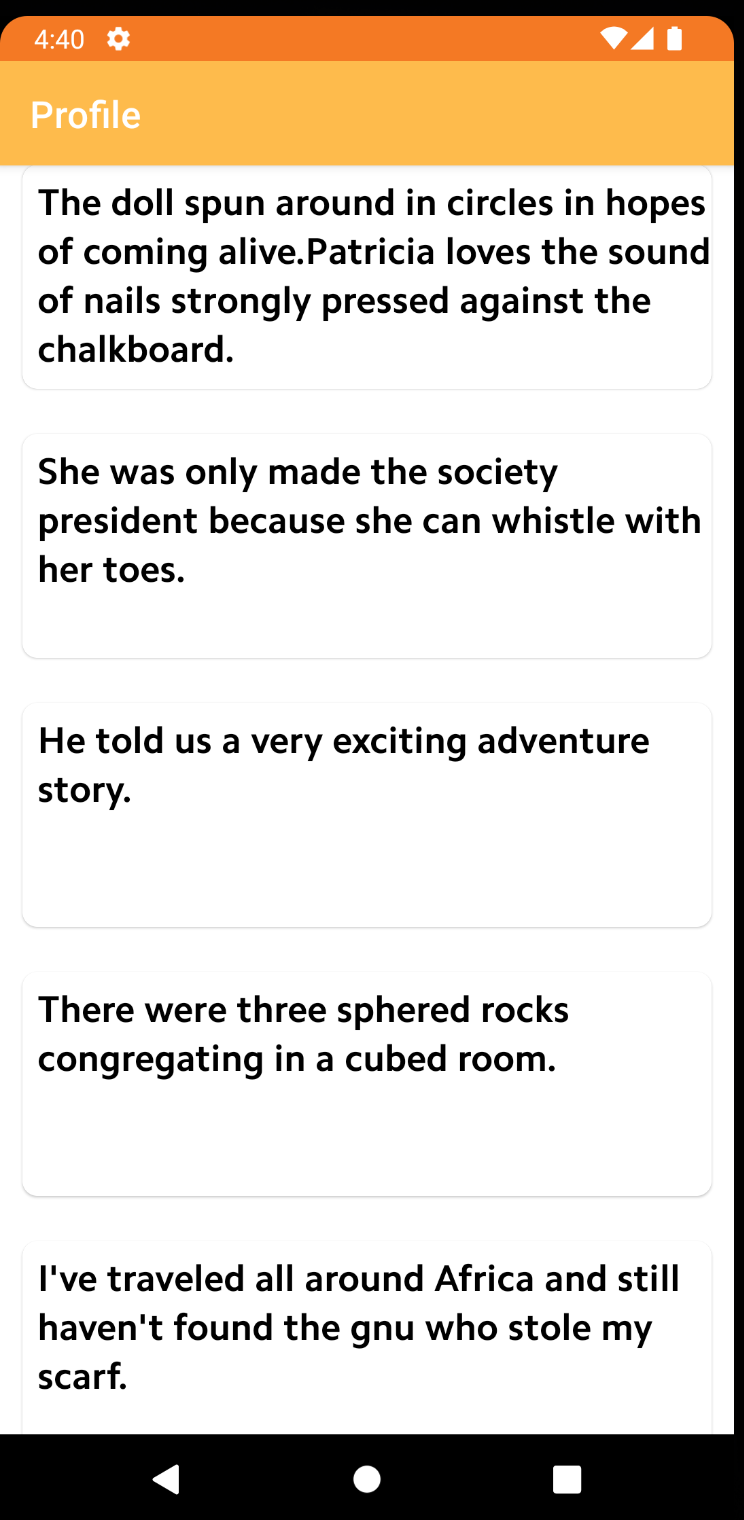 4:40
Profile
The doll spun around in circles in hopes
of coming alive.Patricia loves the sound
of nails strongly pressed against the
chalkboard.
She was only made the society
president because she can whistle with
her toes.
He told us a very exciting adventure
story.
There were three sphered rocks
congregating in a cubed room.
I've traveled all around Africa and still
haven't found the gnu who stole my
scarf.